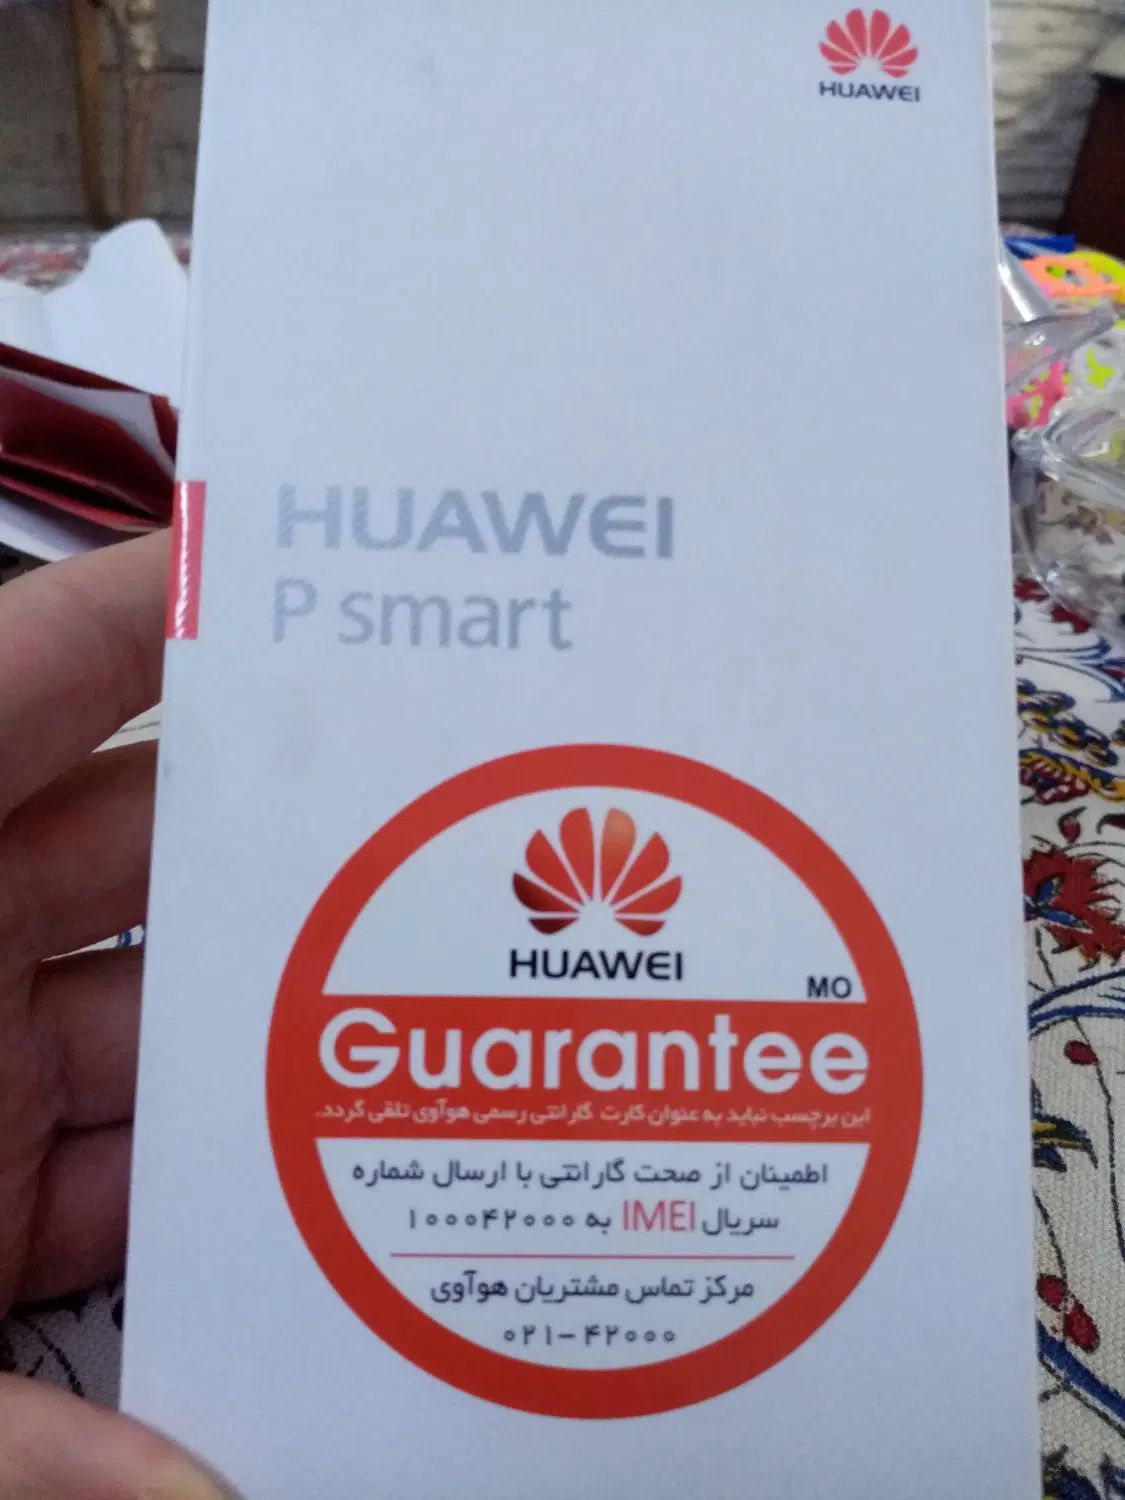 HUAWEI
HUAWEI
P smart
HUAWEI
MO
Guarantee
این برچسب نباید به عنوان کارت گارانتی رسمی هوآوی تلقی گردد.
اطمینان از صحت گارانتی با ارسال شماره
سریال IMEI به ۱۰۰۰۴۲۰۰۰
مرکز تماس مشتریان هوآوی
۰۲۱-۴۲۰۰۰